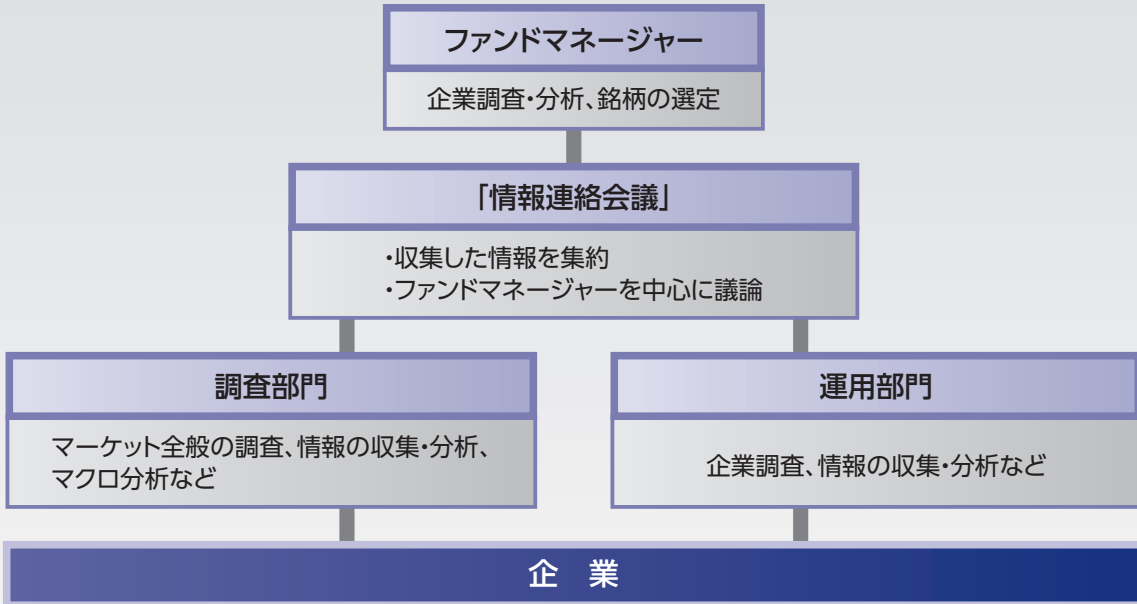 ファンドマネージャー
企業調査・分析、銘柄の選定
「情報連絡会議」
・収集した情報を集約
・ファンドマネージャーを中心に議論
調査部門
マーケット全般の調査、情報の収集・分析、
マクロ分析など
運用部門
企業調査、情報の収集・分析など
企　業